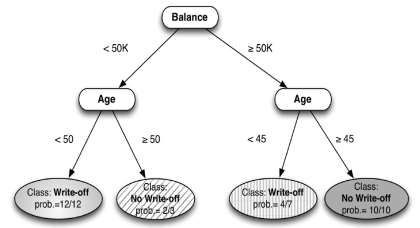 Balance
< 50K
≥ 50K
Age
Age
< 50
≥ 50
< 45
≥ 45
Class: Write-off
prob.=12/12
Class:
No Write-off
prob.= 2/3
Class: Write-off
prob.= 4/7
Class:
No Write-off
prob.= 10/10